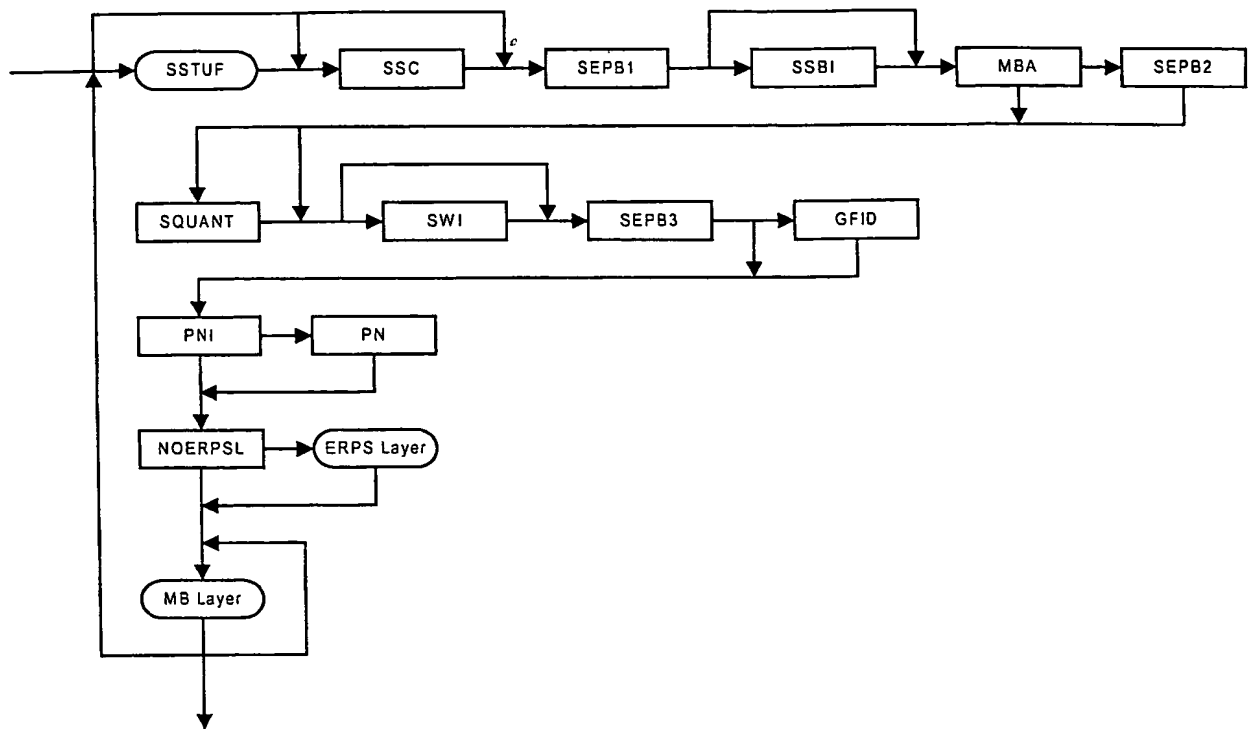 c
SSTUF
SSC
SEPB1
SSBI
MBA
SEPB2
SQUANT
SWI
SEPB3
GFID
PNI
PN
NOERPSL
ERPS Layer
MB Layer